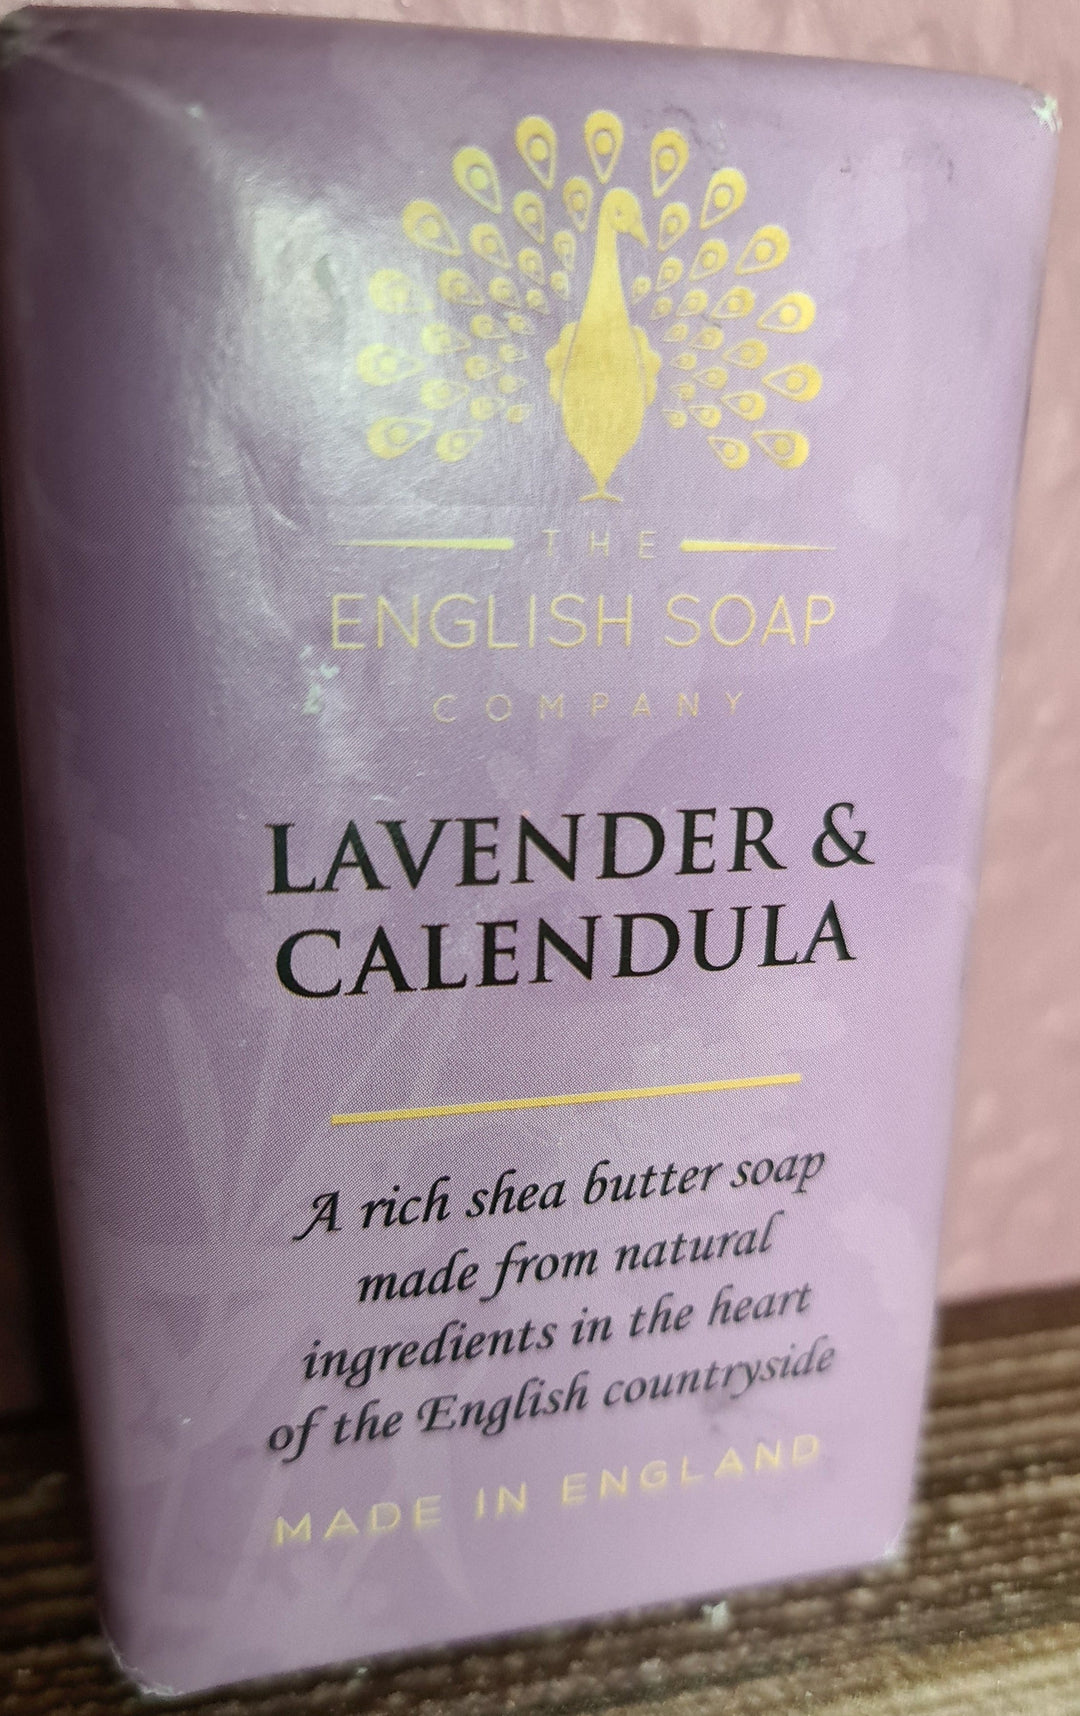 THE
ENGLISH SOAP
COMPANY
LAVENDER &
CALENDULA
A rich shea butter soap
made from natural
ingredients in the heart
of the English countryside
MADE IN ENGLAND